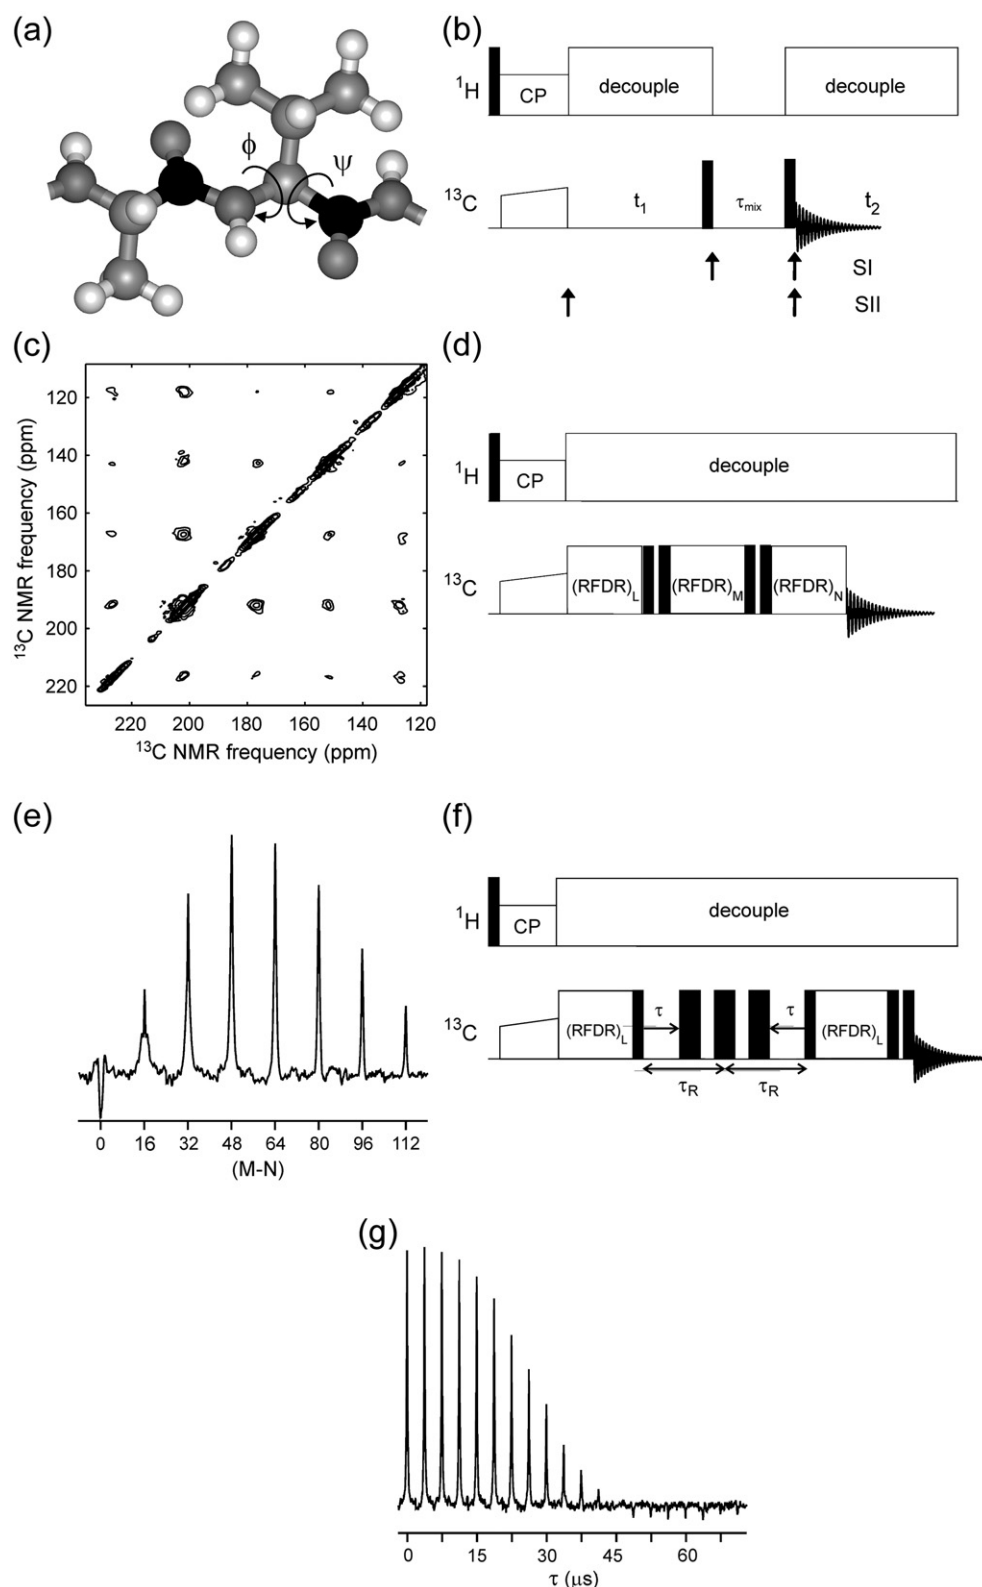 (a)
ϕ
ψ
(b)
¹H
CP
decouple
decouple
¹³C
t₁
τmix
t₂
SI
SII
(c)
¹³C NMR frequency (ppm)
120
140
160
180
200
220
220 200 180 160 140 120
¹³C NMR frequency (ppm)
(d)
¹H
CP
decouple
¹³C
(RFDR)L
(RFDR)M
(RFDR)N
(e)
0 16 32 48 64 80 96 112
(M-N)
(f)
¹H
CP
decouple
¹³C
(RFDR)L
τ
τ
(RFDR)L
τR
τR
(g)
0 15 30 45 60
τ (μs)